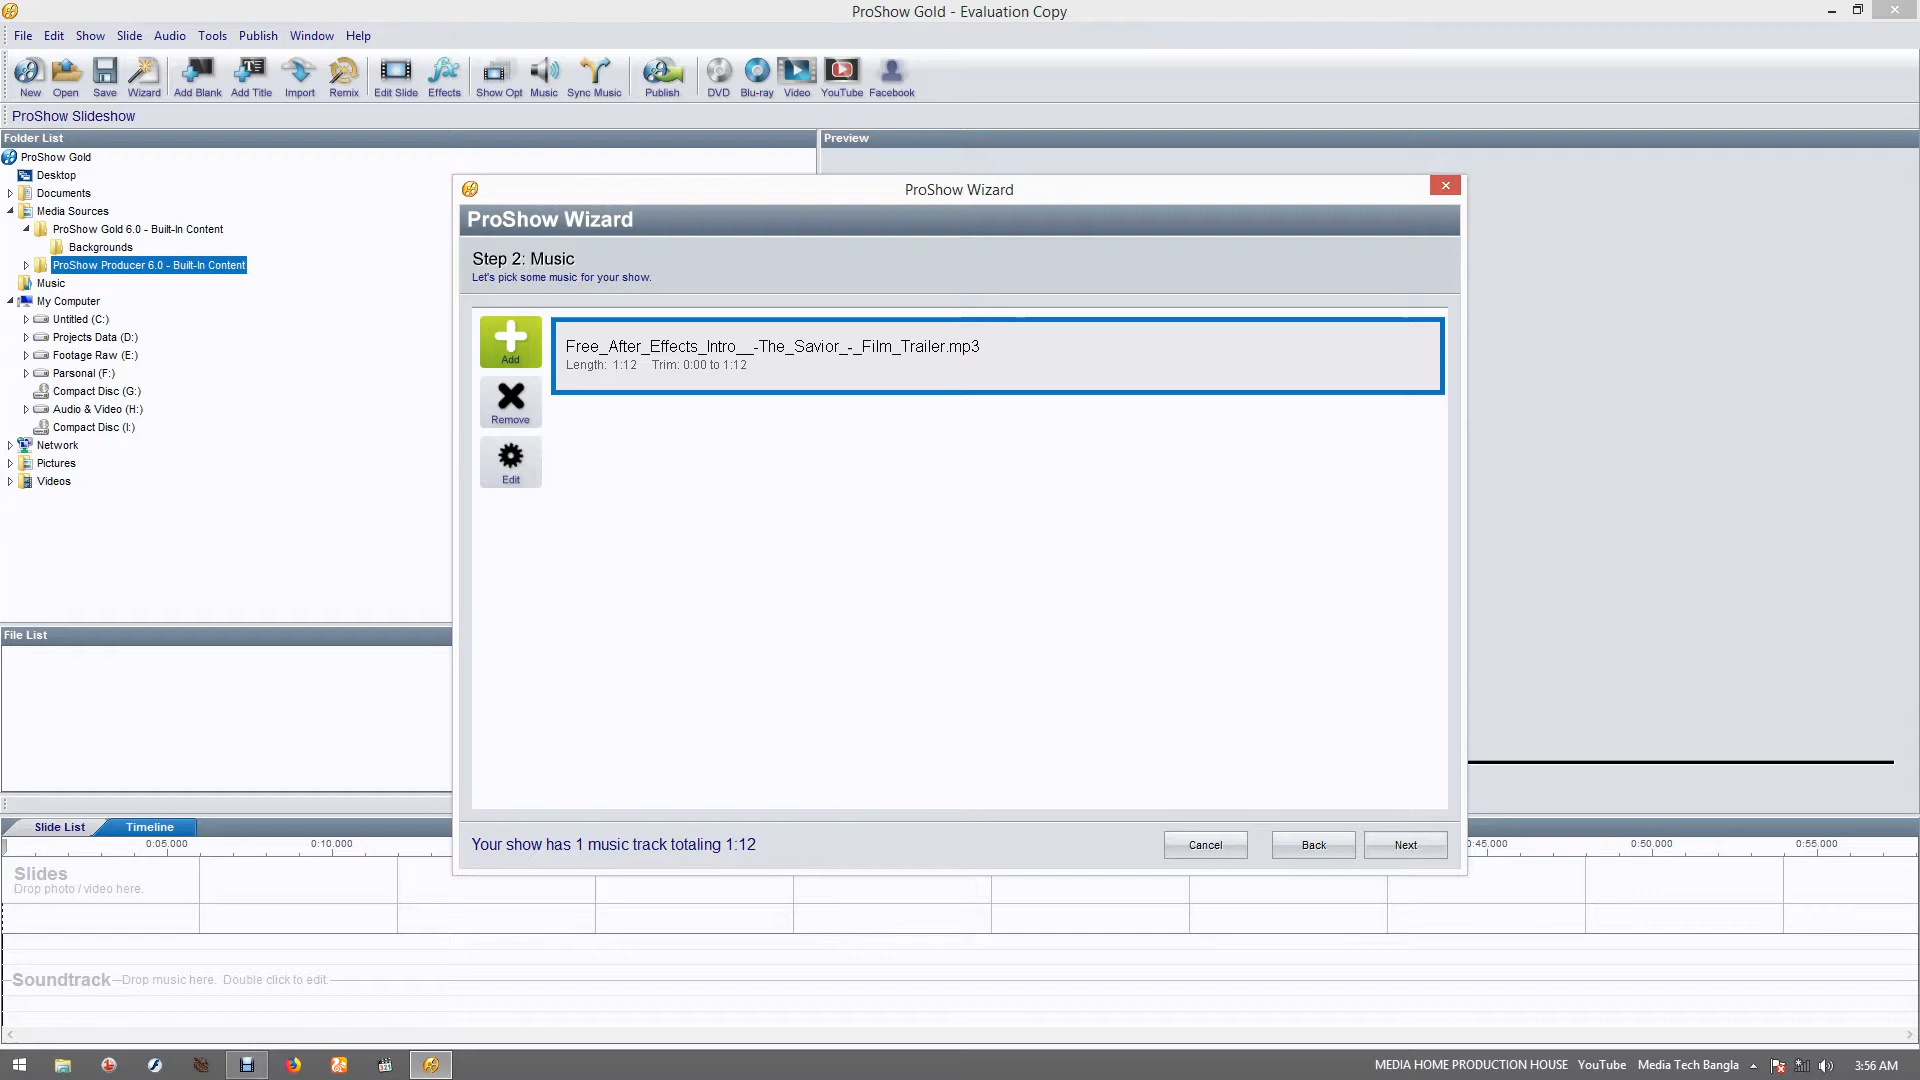 ProShow Gold - Evaluation Copy
File Edit Show Slide Audio Tools Publish Window Help
New Open Save Wizard Add Blank Add Title Import Remix Edit Slide Effects Show Opt Music Sync Music Publish DVD Blu-ray Video YouTube Facebook
ProShow Slideshow
Folder List
Preview
ProShow Gold
Desktop
Documents
Media Sources
ProShow Gold 6.0 - Built-In Content
Backgrounds
ProShow Producer 6.0 - Built-In Content
Music
My Computer
Untitled (C:)
Projects Data (D:)
Footage Raw (E:)
Parsonal (F:)
Compact Disc (G:)
Audio & Video (H:)
Compact Disc (I:)
Network
Pictures
Videos
ProShow Wizard
ProShow Wizard
Step 2: Music
Let's pick some music for your show.
Add
Free_After_Effects_Intro__-The_Savior_-_Film_Trailer.mp3
Length: 1:12 Trim: 0:00 to 1:12
Remove
Edit
Your show has 1 music track totaling 1:12
Cancel Back Next
File List
Slide List Timeline
0:05.000 0:10.000 0:45.000 0:50.000 0:55.000
Slides
Drop photo / video here.
Soundtrack Drop music here. Double click to edit.
MEDIA HOME PRODUCTION HOUSE YouTube Media Tech Bangla 3:56 AM